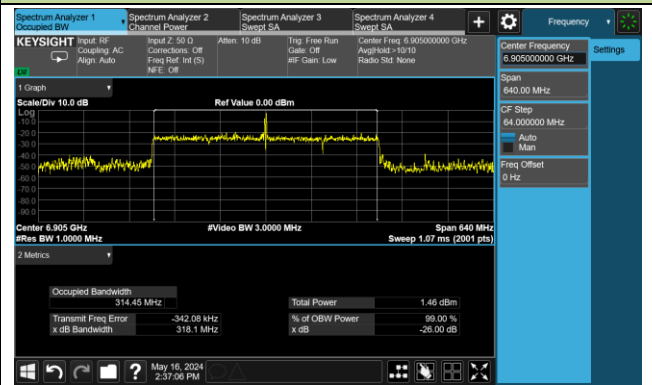 Spectrum Analyzer 1
Occupied BW
Spectrum Analyzer 2
Channel Power
Spectrum Analyzer 3
Swept SA
Spectrum Analyzer 4
Swept SA
+
Frequency
KEYSIGHT
Input: RF
Coupling: AC
Align: Auto
Input Z: 50 Ω
Corrections: Off
Freq Ref: Int (S)
NFE: Off
Atten: 10 dB
Trig: Free Run
Gate: Off
#IF Gain: Low
Center Freq: 6.905000000 GHz
Avg|Hold:>10/10
Radio Std: None
LXI
Center Frequency
6.905000000 GHz
Settings
Span
640.00 MHz
CF Step
64.000000 MHz
Auto
Man
Freq Offset
0 Hz
1 Graph
Scale/Div 10.0 dB
Ref Value 0.00 dBm
Log
-10.0
-20.0
-30.0
-40.0
-50.0
-60.0
-70.0
-80.0
-90.0
Center 6.905 GHz
#Video BW 3.0000 MHz
Span 640 MHz
#Res BW 1.0000 MHz
Sweep 1.07 ms (2001 pts)
2 Metrics
Occupied Bandwidth
314.45 MHz
Total Power
1.46 dBm
Transmit Freq Error
-342.08 kHz
% of OBW Power
99.00 %
x dB Bandwidth
318.1 MHz
x dB
-26.00 dB
?
May 16, 2024
2:37:06 PM